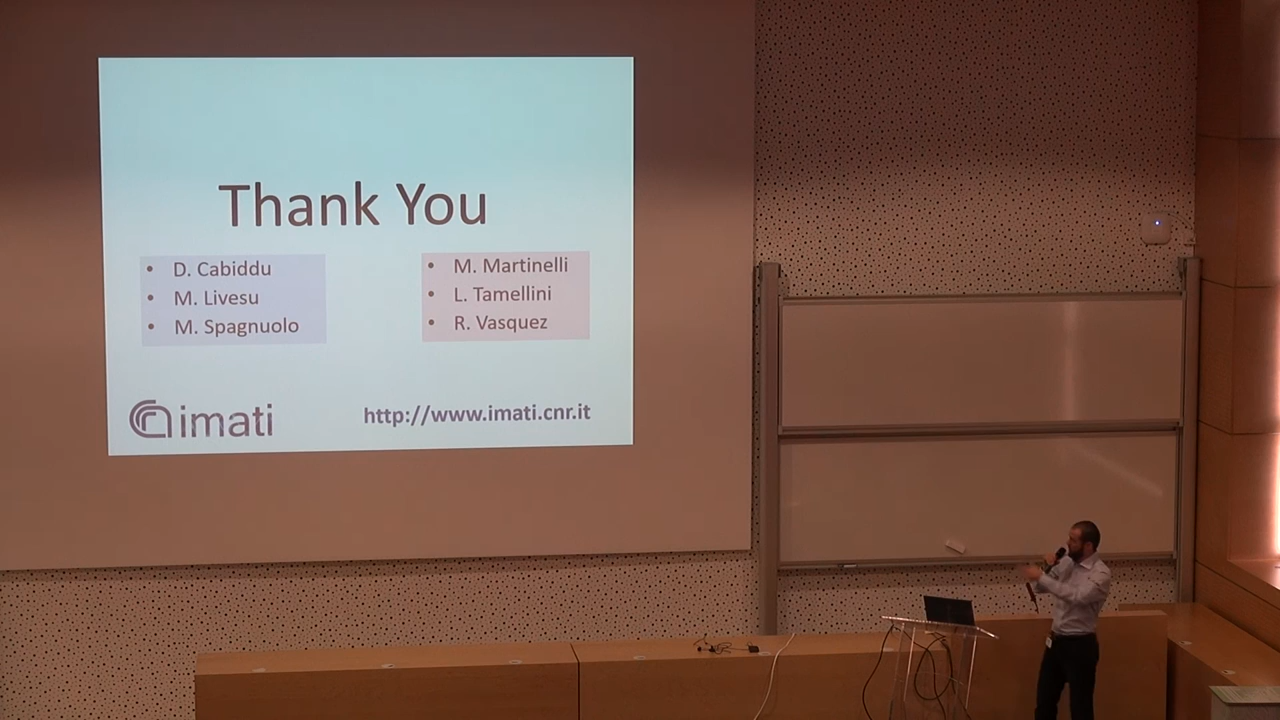 Thank You
• D. Cabiddu
• M. Livesu
• M. Spagnuolo
• M. Martinelli
• L. Tamellini
• R. Vasquez
imati
http://www.imati.cnr.it